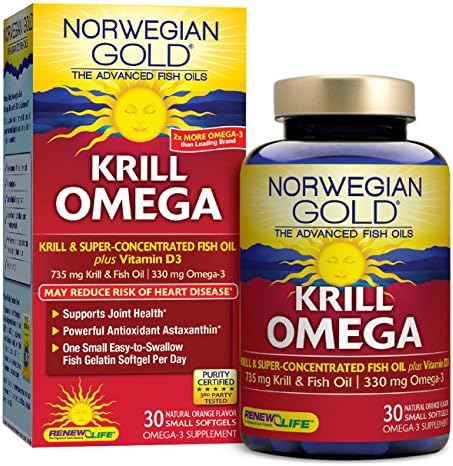 NORWEGIAN
GOLD®
THE ADVANCED FISH OILS
2X MORE OMEGA-3
than Leading Brand
KRILL
OMEGA
KRILL & SUPER-CONCENTRATED FISH OIL
plus Vitamin D3
735 mg Krill & Fish Oil | 330 mg Omega-3
MAY REDUCE RISK OF HEART DISEASE
▸ Supports Joint Health*
▸ Powerful Antioxidant Astaxanthin*
▸ One Small Easy-to-Swallow
Fish Gelatin Softgel Per Day
PURITY
CERTIFIED
★★★★★
3RD PARTY
TESTED
30 NATURAL ORANGE FLAVOR
SMALL SOFTGELS
OMEGA-3 SUPPLEMENT
RENEW LIFE
NORWEGIAN
GOLD®
THE ADVANCED FISH OILS
KRILL
OMEGA
KRILL & SUPER-CONCENTRATED FISH OIL plus Vitamin D3
735 mg Krill & Fish Oil | 330 mg Omega-3
30 NATURAL ORANGE FLAVOR
SMALL SOFTGELS
OMEGA-3 SUPPLEMENT
RENEW LIFE